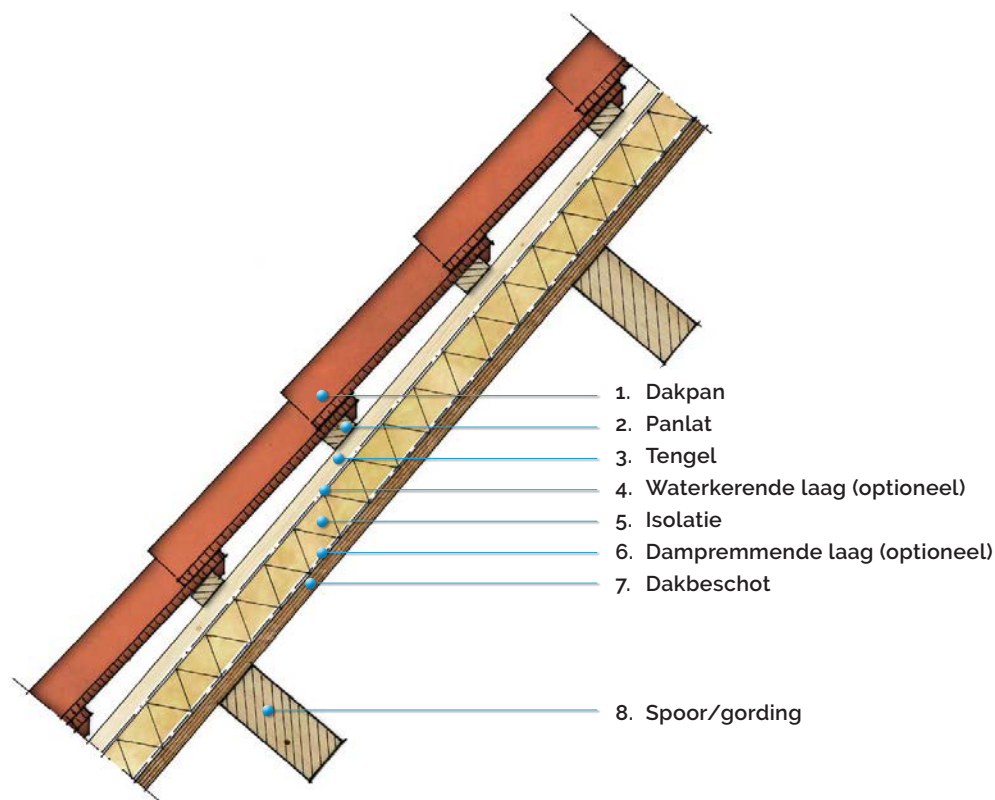 1. Dakpan
2. Panlat
3. Tengel
4. Waterkerende laag (optioneel)
5. Isolatie
6. Dampremmende laag (optioneel)
7. Dakbeschot
8. Spoor/gording